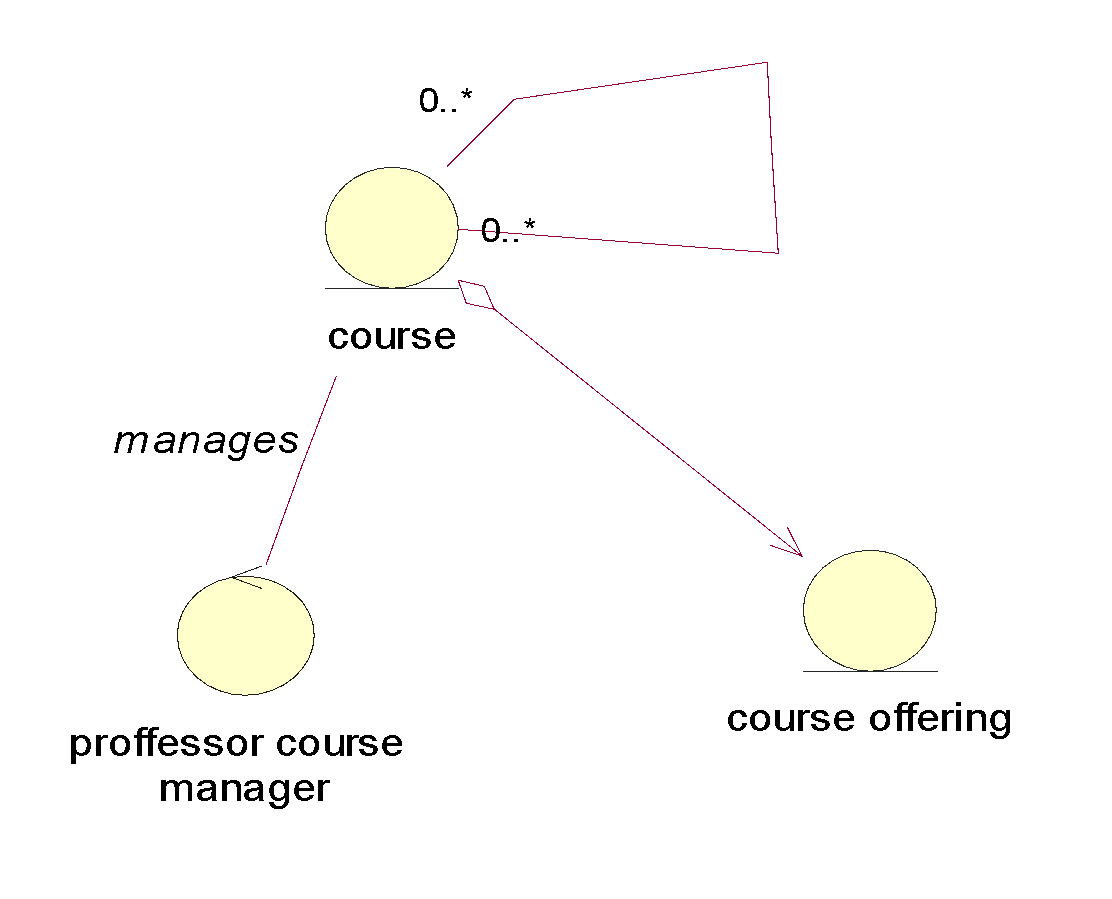 0..*
0..*
course
manages
course offering
proffessor course
manager